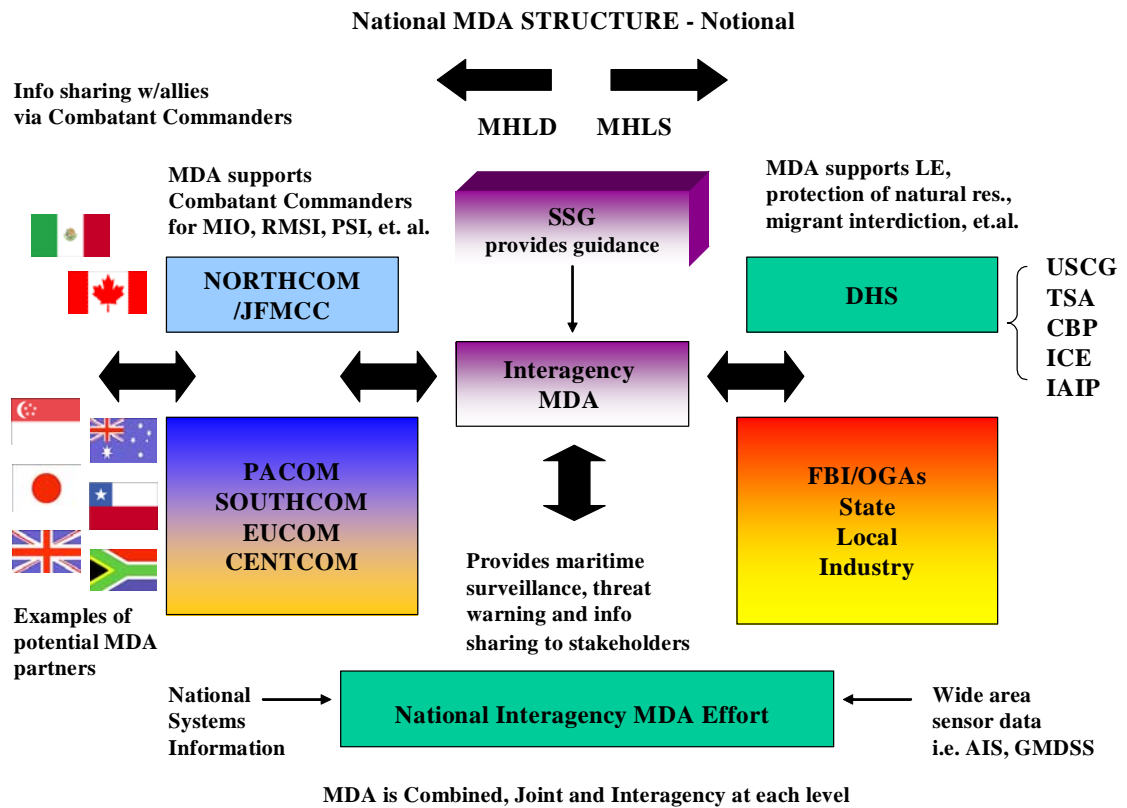 National MDA STRUCTURE - Notional
Info sharing w/allies
via Combatant Commanders
MHLD
MHLS
MDA supports
Combatant Commanders
for MIO, RMSI, PSI, et. al.
SSG
provides guidance
MDA supports LE,
protection of natural res.,
migrant interdiction, et.al.
NORTHCOM
/JFMCC
DHS
USCG
TSA
CBP
ICE
IAIP
Interagency
MDA
PACOM
SOUTHCOM
EUCOM
CENTCOM
FBI/OGAs
State
Local
Industry
Provides maritime
surveillance, threat
warning and info
sharing to stakeholders
Examples of
potential MDA
partners
National
Systems
Information
National Interagency MDA Effort
Wide area
sensor data
i.e. AIS, GMDSS
MDA is Combined, Joint and Interagency at each level